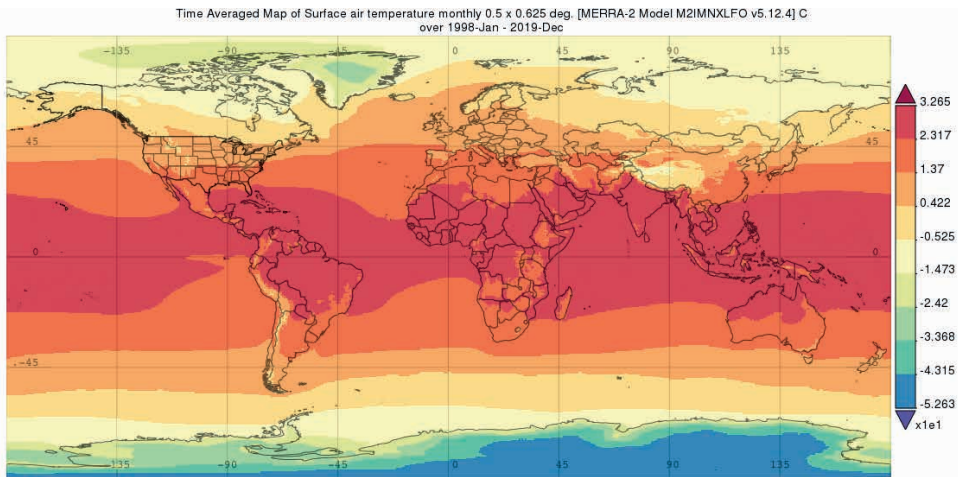 Time Averaged Map of Surface air temperature monthly 0.5 x 0.625 deg. [MERRA-2 Model M2IMNXLFO v5.12.4] C
over 1998-Jan - 2019-Dec
-135 -90 -45 0 45 90 135
3.265
2.317
45 45
1.37
0.422
-0.525
0 0
-1.473
-2.42
-3.368
-45 -45
-4.315
-5.263
x1e1
-135 -90 -45 0 45 90 135